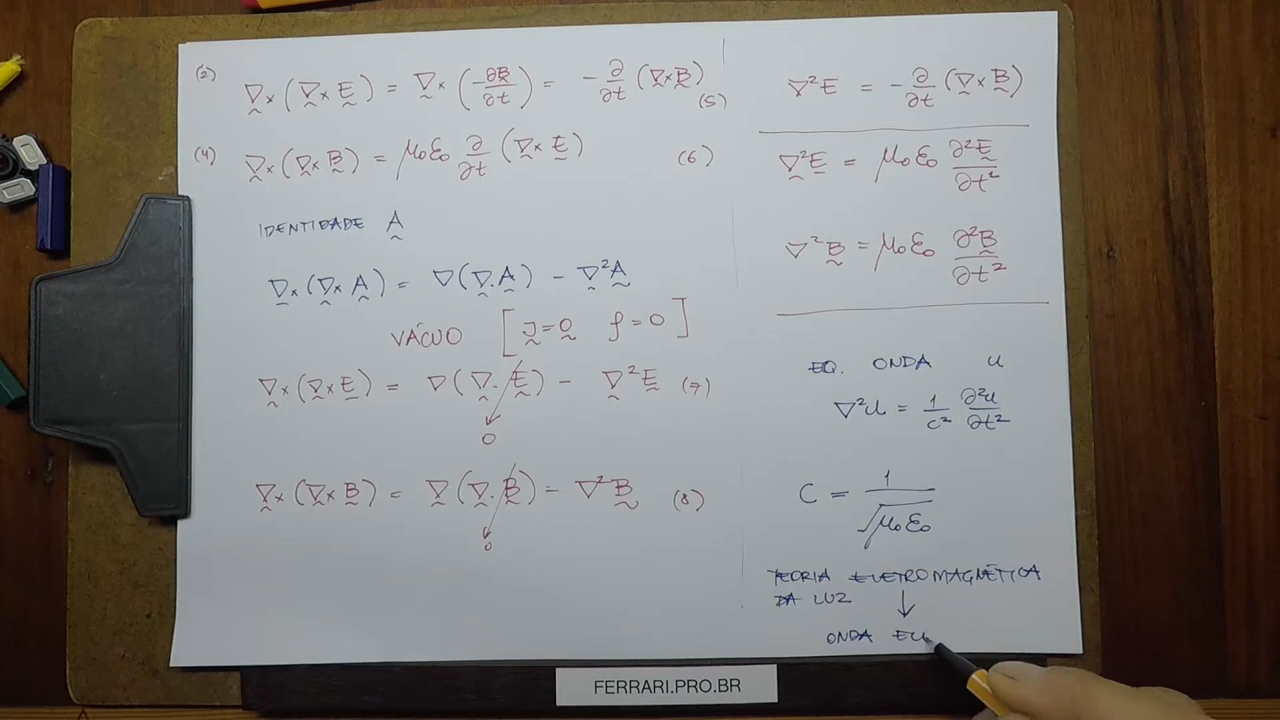 (2) ∇×(∇×E) = ∇×(-∂B/∂t) = -∂/∂t (∇×B) (5)
(4) ∇×(∇×B) = μ₀ε₀ ∂/∂t (∇×E) (6)
IDENTIDADE A
∇×(∇×A) = ∇(∇.A) - ∇²A
VÁCUO [J=0 ρ=0]
∇×(∇×E) = ∇(∇.E) - ∇²E (7)
0
∇×(∇×B) = ∇(∇.B) - ∇²B (8)
0
∇²E = -∂/∂t (∇×B)
∇²E = μ₀ε₀ ∂²E/∂t²
∇²B = μ₀ε₀ ∂²B/∂t²
EQ. ONDA u
∇²u = 1/c² ∂²u/∂t²
C = 1/√μ₀ε₀
TEORIA ELETROMAGNÉTICA
DA LUZ
ONDA EL
FERRARI.PRO.BR